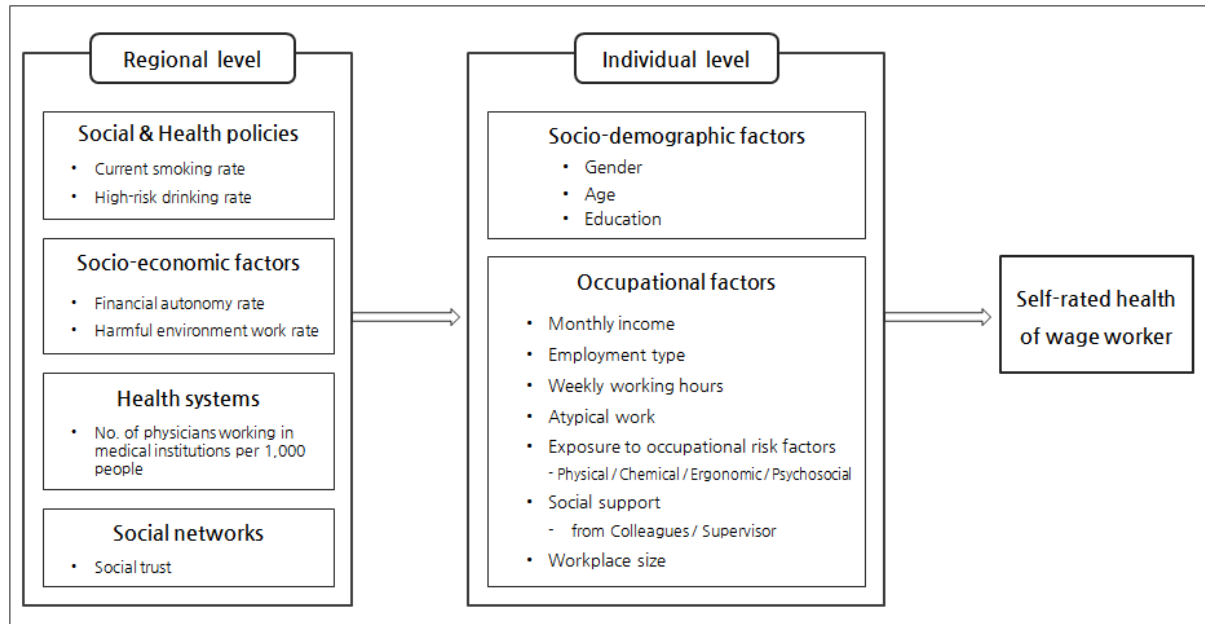 Regional level
Social & Health policies
• Current smoking rate
• High-risk drinking rate
Socio-economic factors
• Financial autonomy rate
• Harmful environment work rate
Health systems
• No. of physicians working in
medical institutions per 1,000
people
Social networks
• Social trust
Individual level
Socio-demographic factors
• Gender
• Age
• Education
Occupational factors
• Monthly income
• Employment type
• Weekly working hours
• Atypical work
• Exposure to occupational risk factors
- Physical / Chemical / Ergonomic / Psychosocial
• Social support
- from Colleagues / Supervisor
• Workplace size
Self-rated health
of wage worker